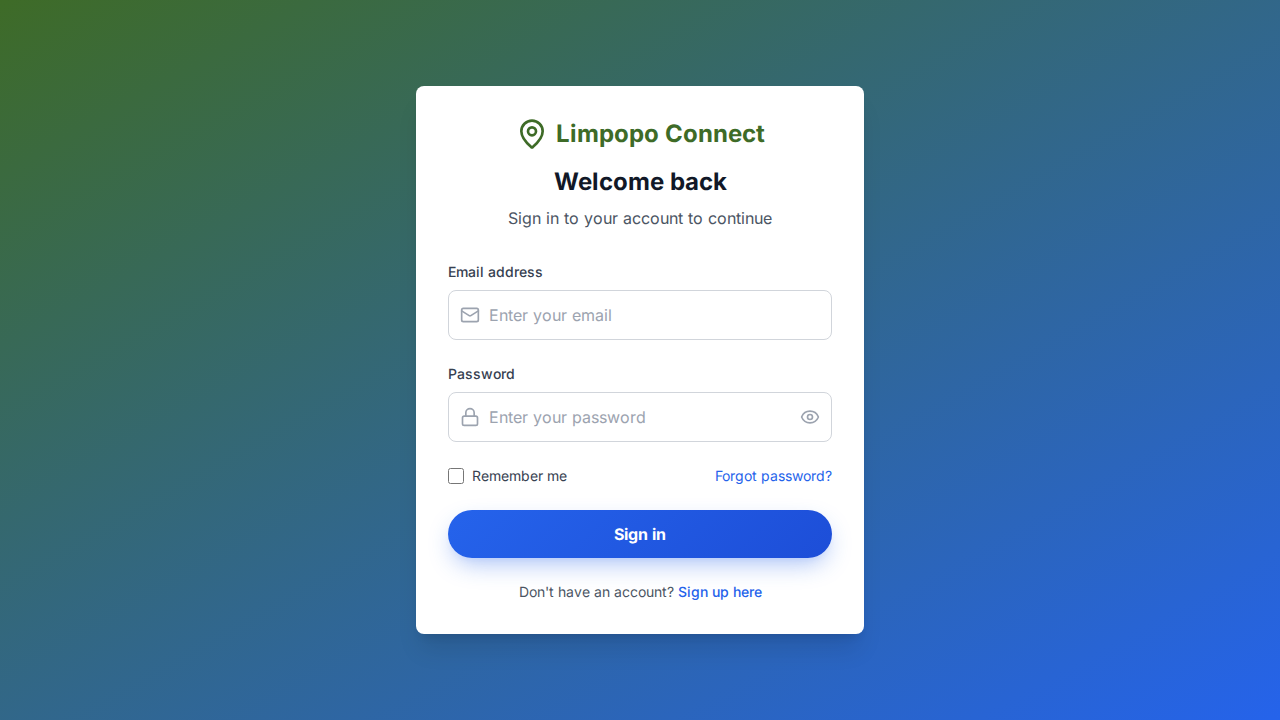 Limpopo Connect
Welcome back
Sign in to your account to continue
Email address
Enter your email
Password
Enter your password
Remember me
Forgot password?
Sign in
Don't have an account? Sign up here